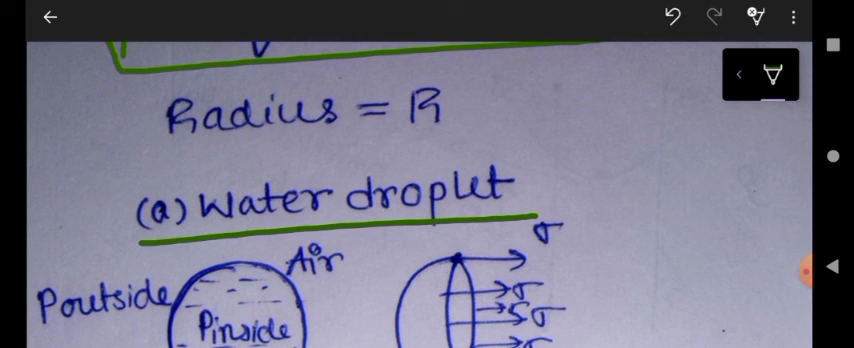 Radius = R
(a) Water droplet
σ
Air
Poutside
σ
σ
Pinside
σ